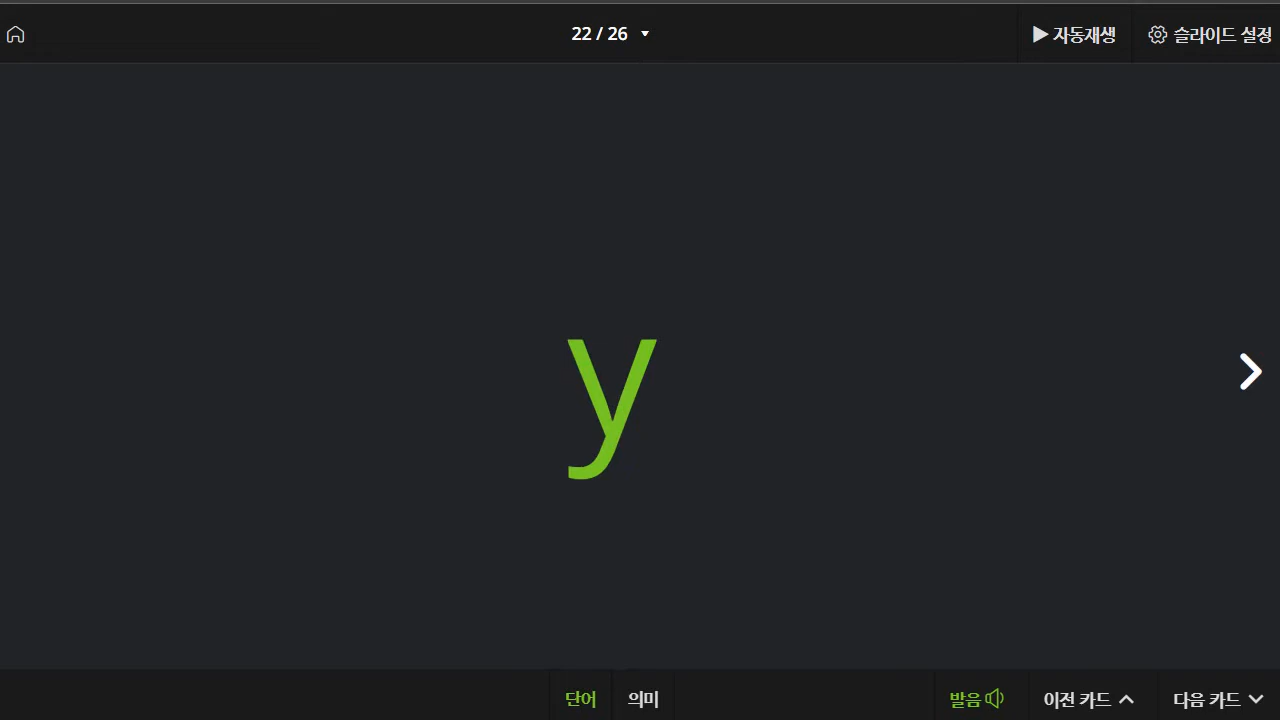 22 / 26
자동재생
슬라이드 설정
y
단어
의미
발음
이전 카드
다음 카드